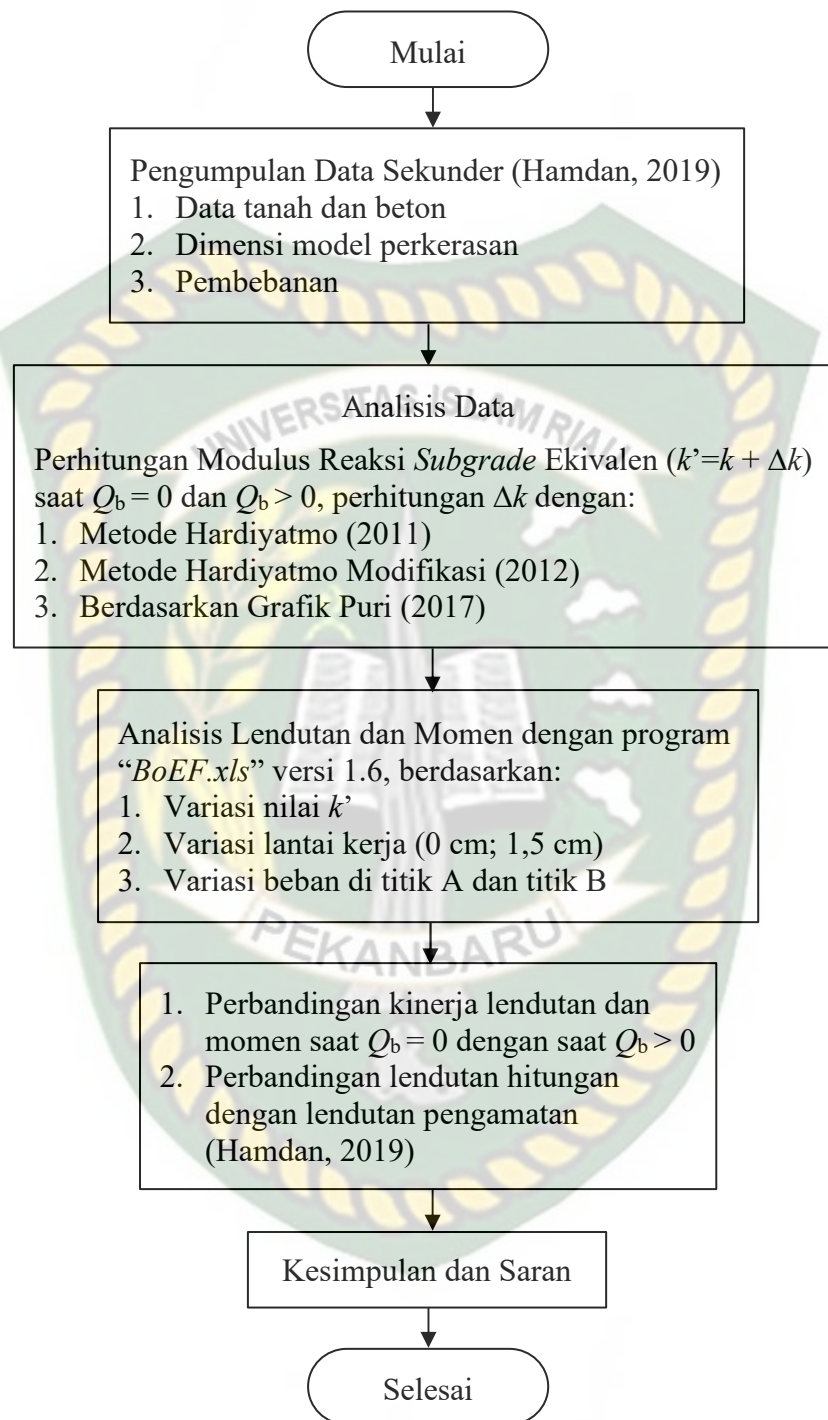 Mulai
Pengumpulan Data Sekunder (Hamdan, 2019)
1. Data tanah dan beton
2. Dimensi model perkerasan
3. Pembebanan
UNIVERSITAS ISLAM RIAU
Analisis Data
Perhitungan Modulus Reaksi Subgrade Ekivalen (k’=k + Δk)
saat Qb = 0 dan Qb > 0, perhitungan Δk dengan:
1. Metode Hardiyatmo (2011)
2. Metode Hardiyatmo Modifikasi (2012)
3. Berdasarkan Grafik Puri (2017)
Analisis Lendutan dan Momen dengan program
“BoEF.xls” versi 1.6, berdasarkan:
1. Variasi nilai k’
2. Variasi lantai kerja (0 cm; 1,5 cm)
3. Variasi beban di titik A dan titik B
PEKANBARU
1. Perbandingan kinerja lendutan dan
momen saat Qb = 0 dengan saat Qb > 0
2. Perbandingan lendutan hitungan
dengan lendutan pengamatan
(Hamdan, 2019)
Kesimpulan dan Saran
Selesai